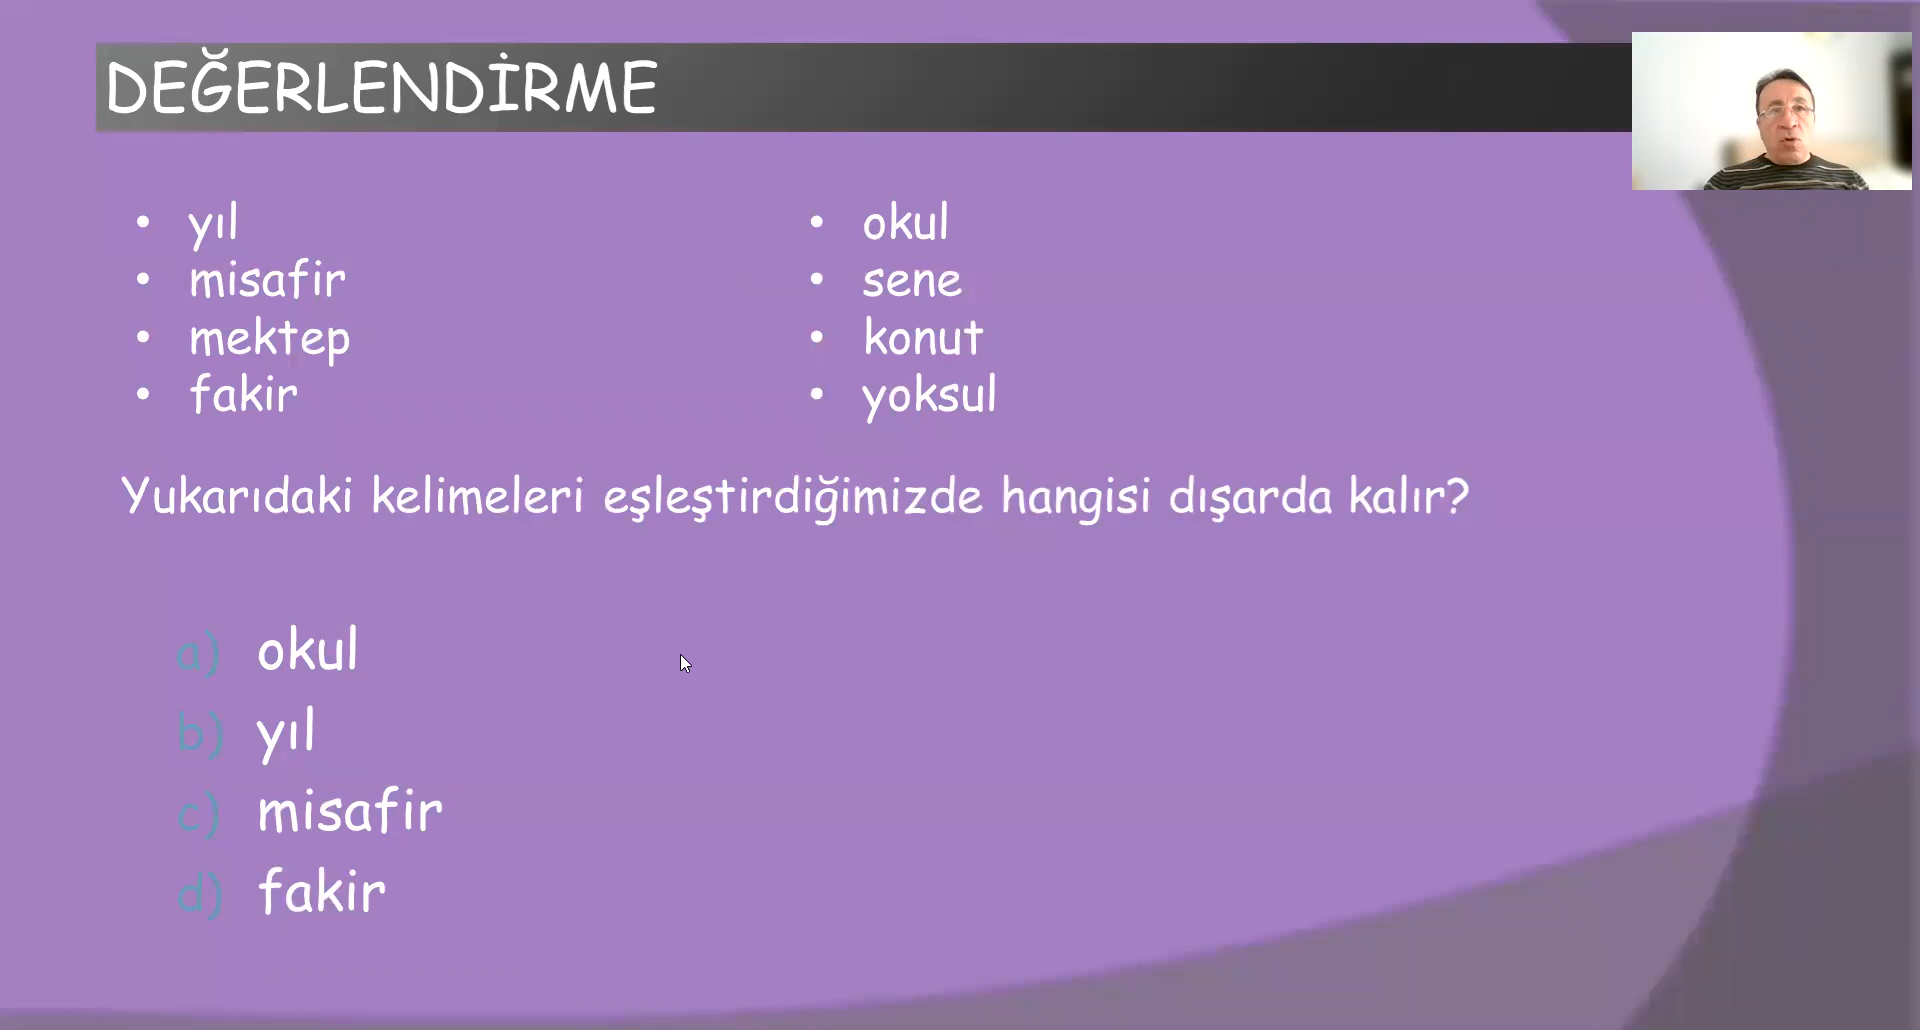 DEĞERLENDİRME
• yıl
• misafir
• mektep
• fakir
• okul
• sene
• konut
• yoksul
Yukarıdaki kelimeleri eşleştirdiğimizde hangisi dışarda kalır?
a) okul
b) yıl
c) misafir
d) fakir